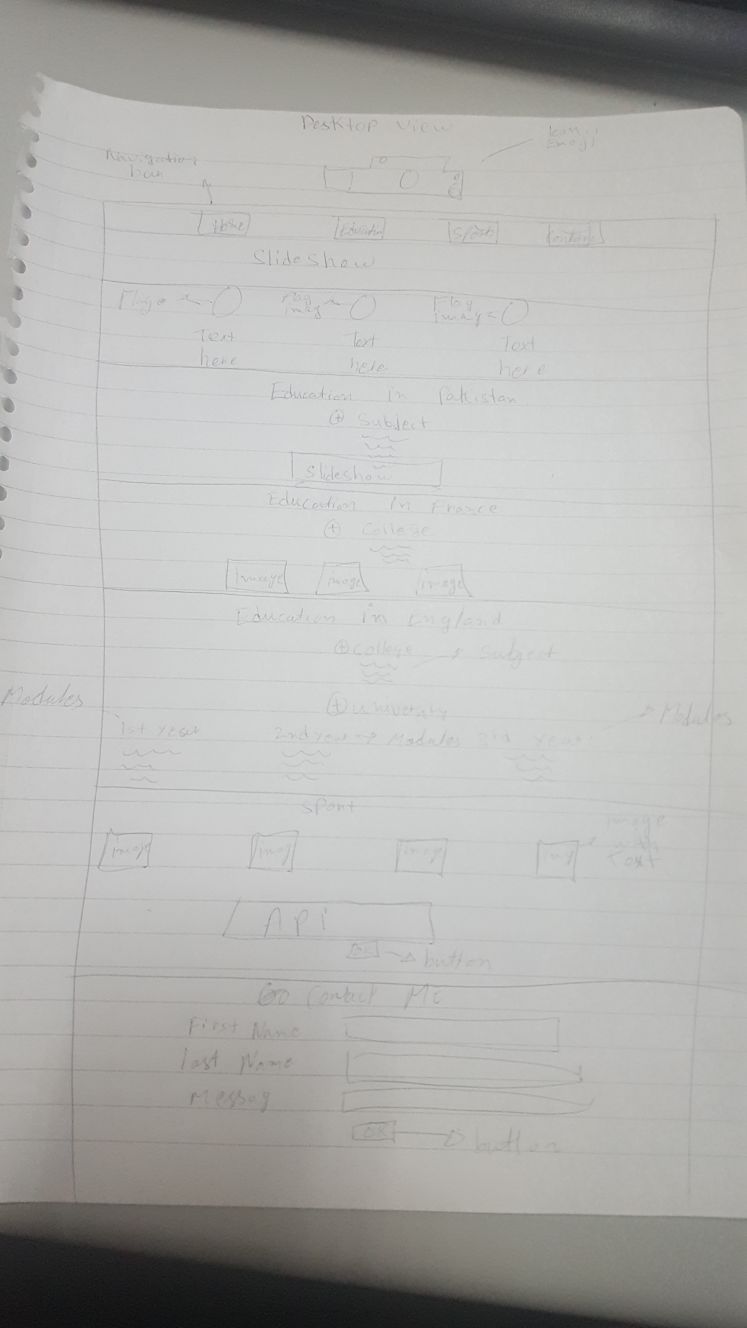 Desktop View
Icon
Emoji
Navigation
bar
Home Education Sport Contact
Slideshow
Flag Flag Flag
image image
Text Text Text
here here here
Education in Pakistan
+ Subject
Slideshow
Education in France
+ College
Image image image
Education in England
+ College → Subject
+ university
Modules
Modules
1st year 2nd year → Modules 3rd year
Sport
image imag image img
image
with
text
API
OK → button
Go Contact Me
First Name
last Name
Messag
OK → button